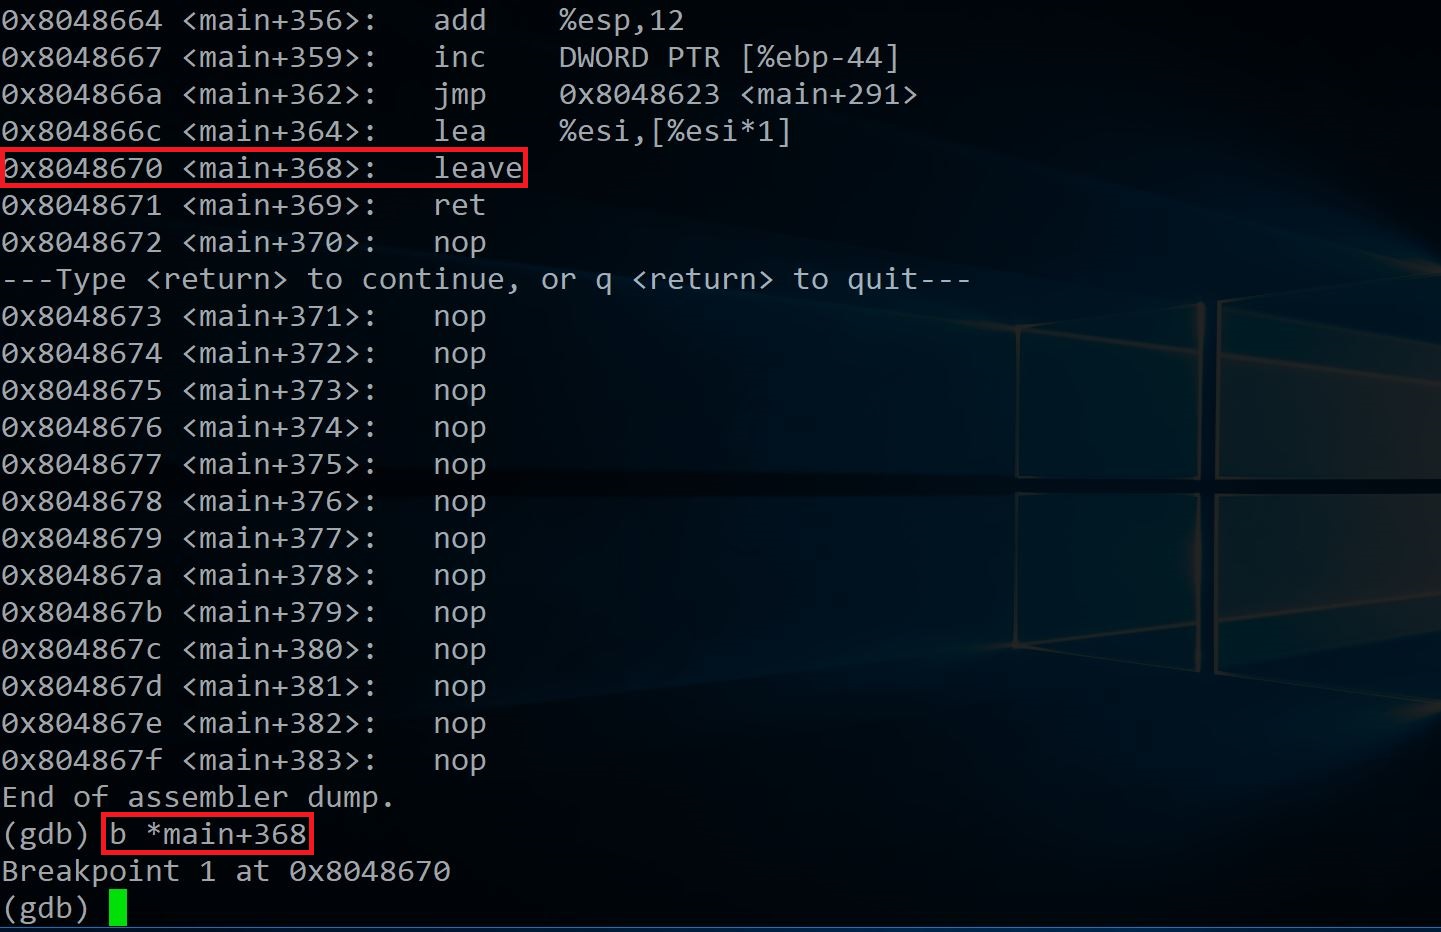 0x8048664 <main+356>:   add    %esp,12
0x8048667 <main+359>:   inc    DWORD PTR [%ebp-44]
0x804866a <main+362>:   jmp    0x8048623 <main+291>
0x804866c <main+364>:   lea    %esi,[%esi*1]
0x8048670 <main+368>:   leave
0x8048671 <main+369>:   ret
0x8048672 <main+370>:   nop
---Type <return> to continue, or q <return> to quit---
0x8048673 <main+371>:   nop
0x8048674 <main+372>:   nop
0x8048675 <main+373>:   nop
0x8048676 <main+374>:   nop
0x8048677 <main+375>:   nop
0x8048678 <main+376>:   nop
0x8048679 <main+377>:   nop
0x804867a <main+378>:   nop
0x804867b <main+379>:   nop
0x804867c <main+380>:   nop
0x804867d <main+381>:   nop
0x804867e <main+382>:   nop
0x804867f <main+383>:   nop
End of assembler dump.
(gdb) b *main+368
Breakpoint 1 at 0x8048670
(gdb)